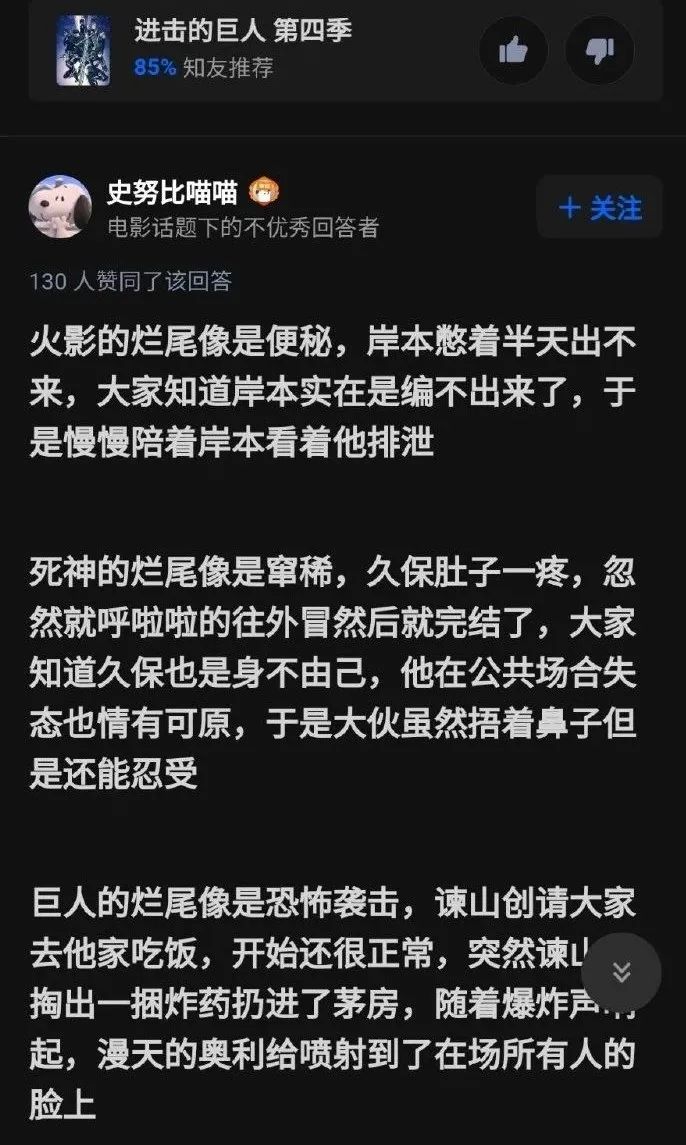 进击的巨人 第四季
85% 知友推荐
史努比喵喵
+ 关注
电影话题下的不优秀回答者
130 人赞同了该回答
火影的烂尾像是便秘，岸本憋着半天出不
来，大家知道岸本实在是编不出来了，于
是慢慢陪着岸本看着他排泄
死神的烂尾像是窜稀，久保肚子一疼，忽
然就呼啦啦的往外冒然后就完结了，大家
知道久保也是身不由己，他在公共场合失
态也情有可原，于是大伙虽然捂着鼻子但
是还能忍受
巨人的烂尾像是恐怖袭击，谏山创请大家
去他家吃饭，开始还很正常，突然谏山
掏出一捆炸药扔进了茅房，随着爆炸声响
起，漫天的奥利给喷射到了在场所有人的
脸上